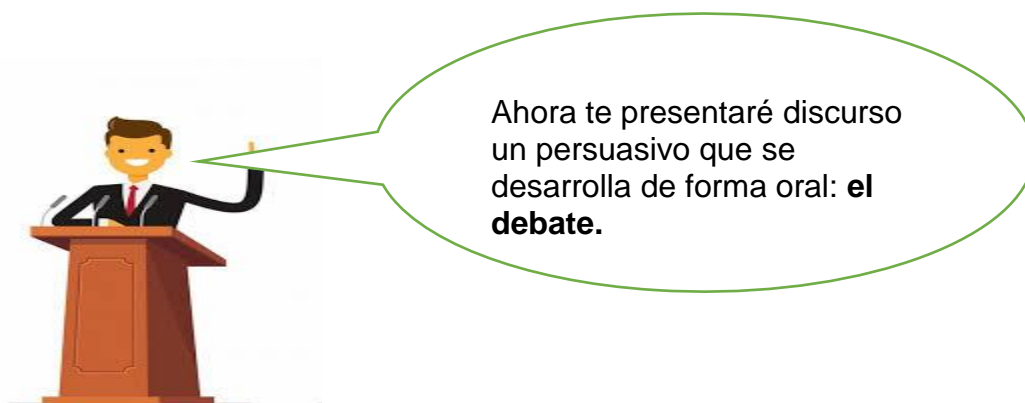 Ahora te presentaré discurso
un persuasivo que se
desarrolla de forma oral: el
debate.